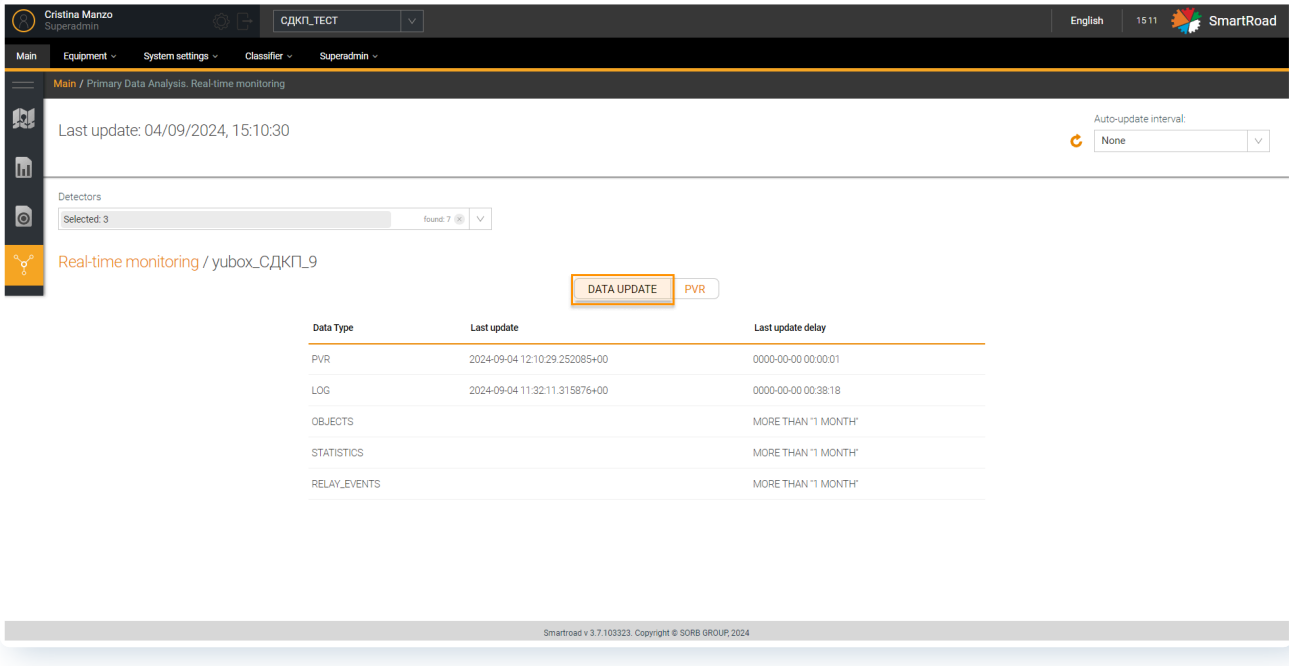 Cristina Manzo
Superadmin
СДКП_ТЕСТ
English
15 11
SmartRoad
Main
Equipment
System settings
Classifier
Superadmin
Main / Primary Data Analysis. Real-time monitoring
Last update: 04/09/2024, 15:10:30
Auto-update interval:
None
Detectors
Selected: 3
found: 7
Real-time monitoring / yubox_СДКП_9
DATA UPDATE
PVR
Data Type Last update Last update delay
PVR 2024-09-04 12:10:29.252085+00 0000-00-00 00:00:01
LOG 2024-09-04 11:32:11.315876+00 0000-00-00 00:38:18
OBJECTS MORE THAN "1 MONTH"
STATISTICS MORE THAN "1 MONTH"
RELAY_EVENTS MORE THAN "1 MONTH"
Smartroad v 3.7.103323. Copyright © SORB GROUP, 2024